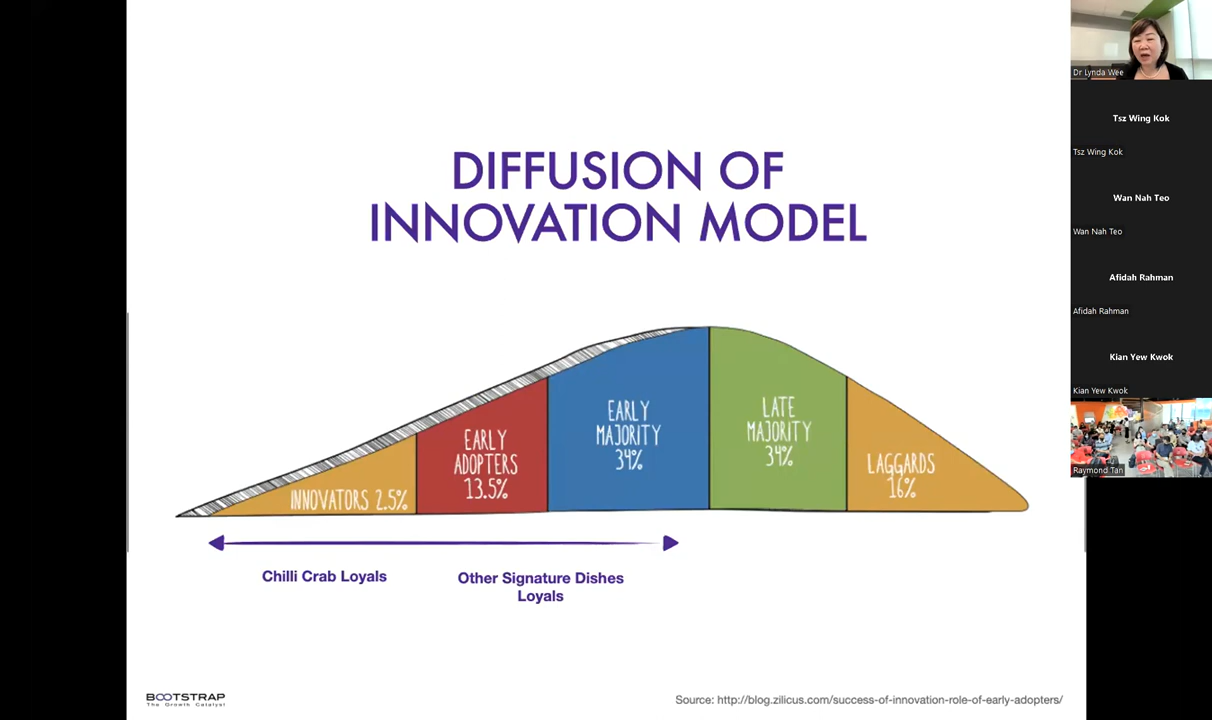 DIFFUSION OF
INNOVATION MODEL
INNOVATORS 2.5%
EARLY
ADOPTERS
13.5%
EARLY
MAJORITY
34%
LATE
MAJORITY
34%
LAGGARDS
16%
Chilli Crab Loyals
Other Signature Dishes
Loyals
BOOTSTRAP
The Growth Catalyst
Source: http://blog.zilicus.com/success-of-innovation-role-of-early-adopters/
Dr Lynda Wee
Tsz Wing Kok
Tsz Wing Kok
Wan Nah Teo
Wan Nah Teo
Afidah Rahman
Afidah Rahman
Kian Yew Kwok
Kian Yew Kwok
Raymond Tan